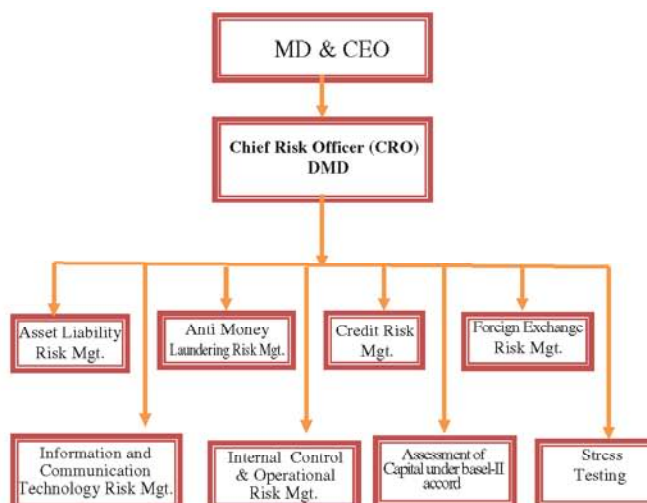 MD & CEO
Chief Risk Officer (CRO)
DMD
Asset Liability
Risk Mgt.
Anti Money
Laundering Risk Mgt.
Credit Risk
Mgt.
Foreign Exchange
Risk Mgt.
Information and
Communication
Technology Risk Mgt.
Internal Control
& Operational
Risk Mgt.
Assessment of
Capital under basel-II
accord
Stress
Testing